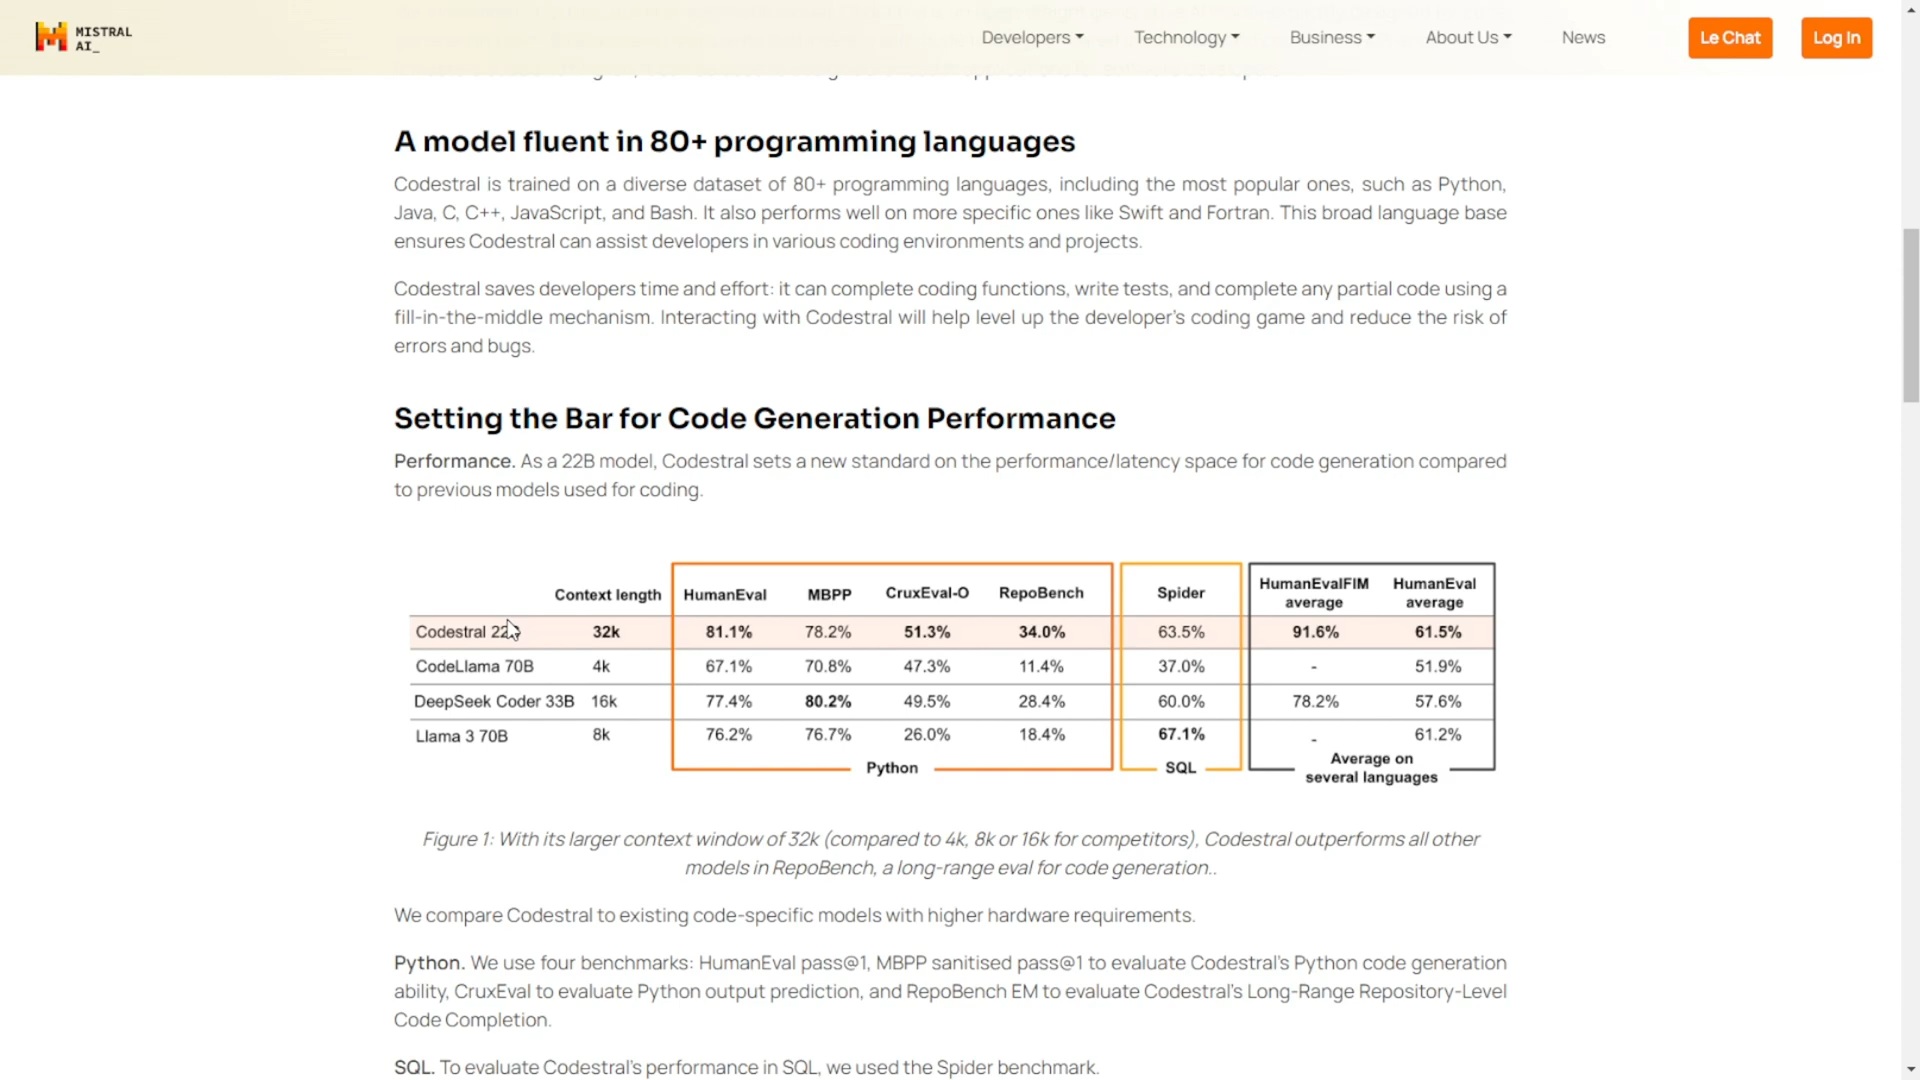 MISTRAL
AI_
Developers
Technology
Business
About Us
News
Le Chat
Log In
A model fluent in 80+ programming languages
Codestral is trained on a diverse dataset of 80+ programming languages, including the most popular ones, such as Python,
Java, C, C++, JavaScript, and Bash. It also performs well on more specific ones like Swift and Fortran. This broad language base
ensures Codestral can assist developers in various coding environments and projects.
Codestral saves developers time and effort: it can complete coding functions, write tests, and complete any partial code using a
fill-in-the-middle mechanism. Interacting with Codestral will help level up the developer's coding game and reduce the risk of
errors and bugs.
Setting the Bar for Code Generation Performance
Performance. As a 22B model, Codestral sets a new standard on the performance/latency space for code generation compared
to previous models used for coding.
Context length HumanEval MBPP CruxEval-O RepoBench Spider HumanEvalFIM average HumanEval average
Codestral 22B 32k 81.1% 78.2% 51.3% 34.0% 63.5% 91.6% 61.5%
CodeLlama 70B 4k 67.1% 70.8% 47.3% 11.4% 37.0% - 51.9%
DeepSeek Coder 33B 16k 77.4% 80.2% 49.5% 28.4% 60.0% 78.2% 57.6%
Llama 3 70B 8k 76.2% 76.7% 26.0% 18.4% 67.1% - 61.2%
Python SQL Average on several languages
Figure 1: With its larger context window of 32k (compared to 4k, 8k or 16k for competitors), Codestral outperforms all other
models in RepoBench, a long-range eval for code generation..
We compare Codestral to existing code-specific models with higher hardware requirements.
Python. We use four benchmarks: HumanEval pass@1, MBPP sanitised pass@1 to evaluate Codestral's Python code generation
ability, CruxEval to evaluate Python output prediction, and RepoBench EM to evaluate Codestral's Long-Range Repository-Level
Code Completion.
SQL. To evaluate Codestral's performance in SQL, we used the Spider benchmark.